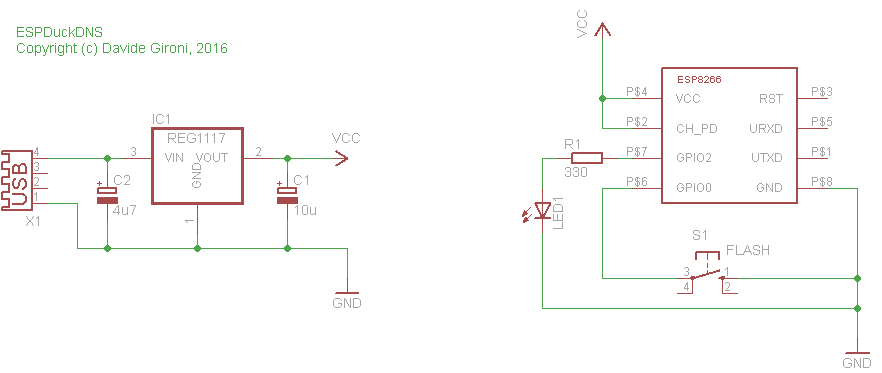 ESPDuckDNS
Copyright (c) Davide Gironi, 2016
VCC
ESP8266
P$4
VCC
RST
P$3
P$2
CH_PD
URXD
P$5
R1
330
P$7
GPIO2
UTXD
P$1
P$6
GPIO0
GND
P$8
LED1
S1
FLASH
3
1
4
2
GND
IC1
REG1117
3
VIN
VOUT
2
GND
1
VCC
USB
4
3
2
1
X1
C2
4u7
C1
10u
GND